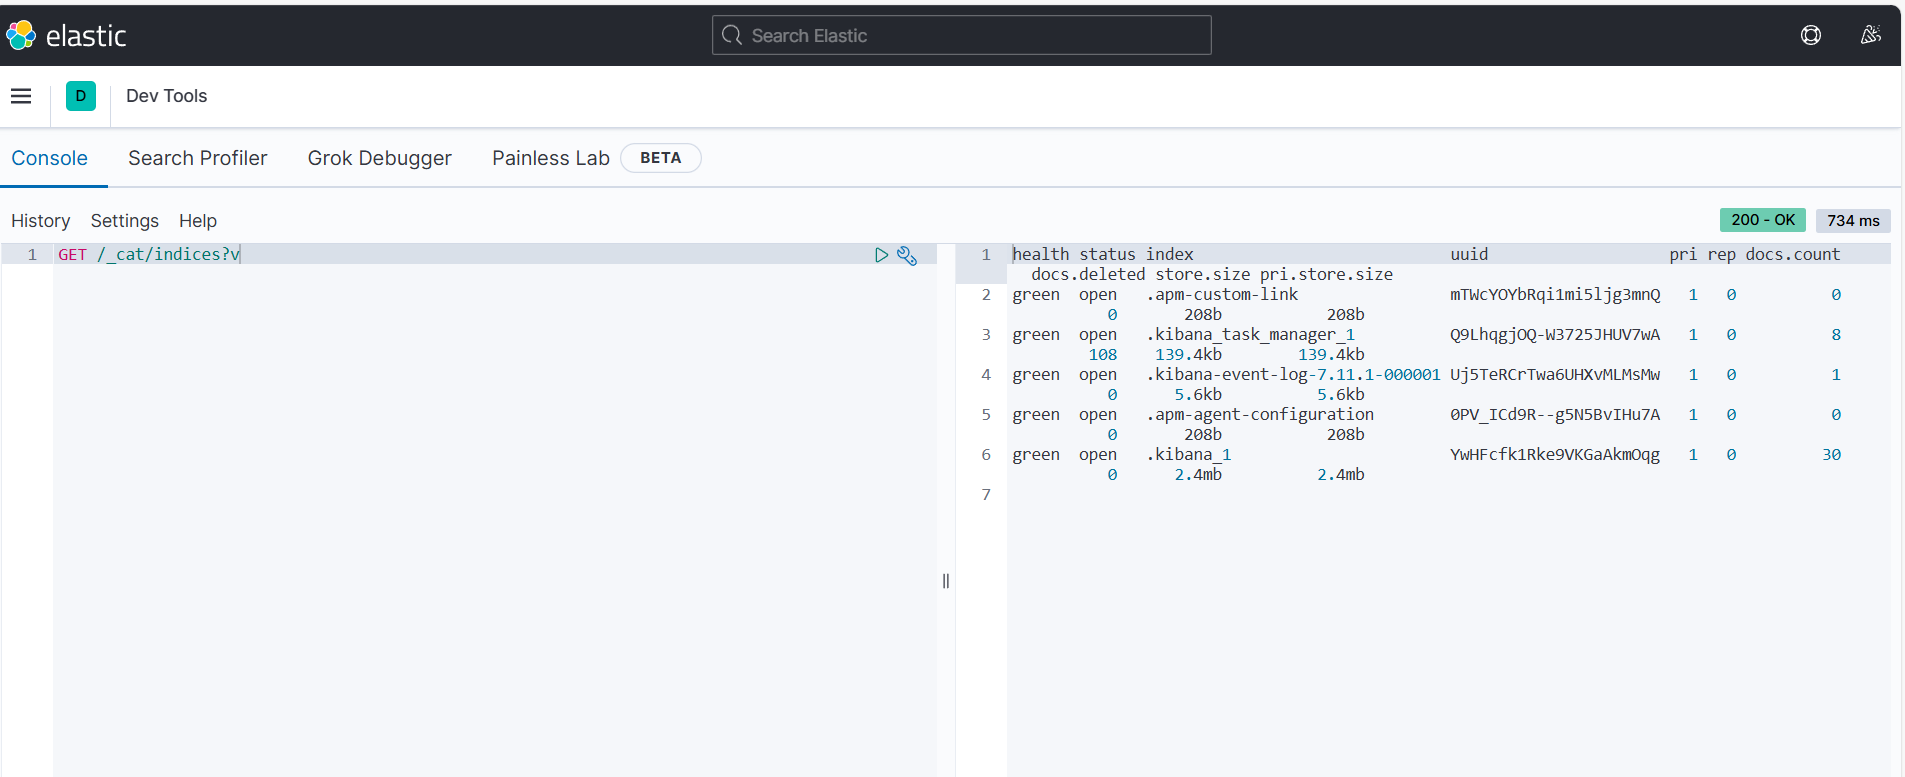 elastic
Search Elastic
D
Dev Tools
Console
Search Profiler
Grok Debugger
Painless Lab
BETA
History
Settings
Help
200 - OK
734 ms
1 GET /_cat/indices?v
1 health status index uuid pri rep docs.count
docs.deleted store.size pri.store.size
2 green open .apm-custom-link mTWcYOYbRqi1mi5ljg3mnQ 1 0 0
0 208b 208b
3 green open .kibana_task_manager_1 Q9LhqgjOQ-W3725JHUV7wA 1 0 8
108 139.4kb 139.4kb
4 green open .kibana-event-log-7.11.1-000001 Uj5TeRCrTwa6UHXvMLMsMw 1 0 1
0 5.6kb 5.6kb
5 green open .apm-agent-configuration 0PV_ICd9R--g5N5BvIHu7A 1 0 0
0 208b 208b
6 green open .kibana_1 YwHFcfk1Rke9VKGaAkmOqg 1 0 30
0 2.4mb 2.4mb
7